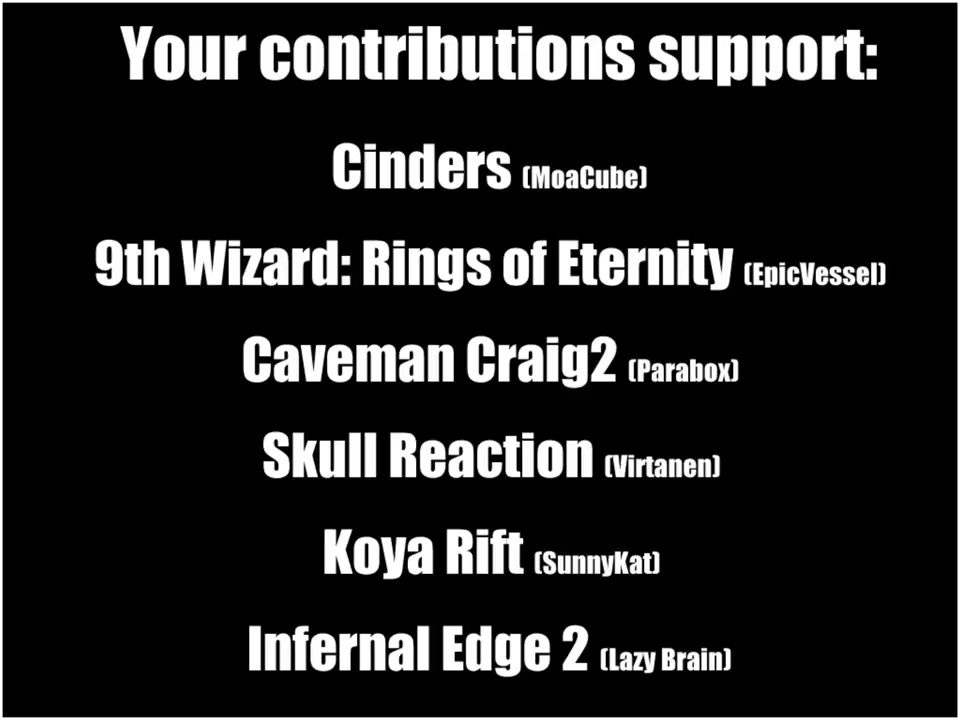 Your contributions support:
Cinders (MoaCube)
9th Wizard: Rings of Eternity (EpicVessel)
Caveman Craig2 (Parabox)
Skull Reaction (Virtanen)
Koya Rift (SunnyKat)
Infernal Edge 2 (Lazy Brain)